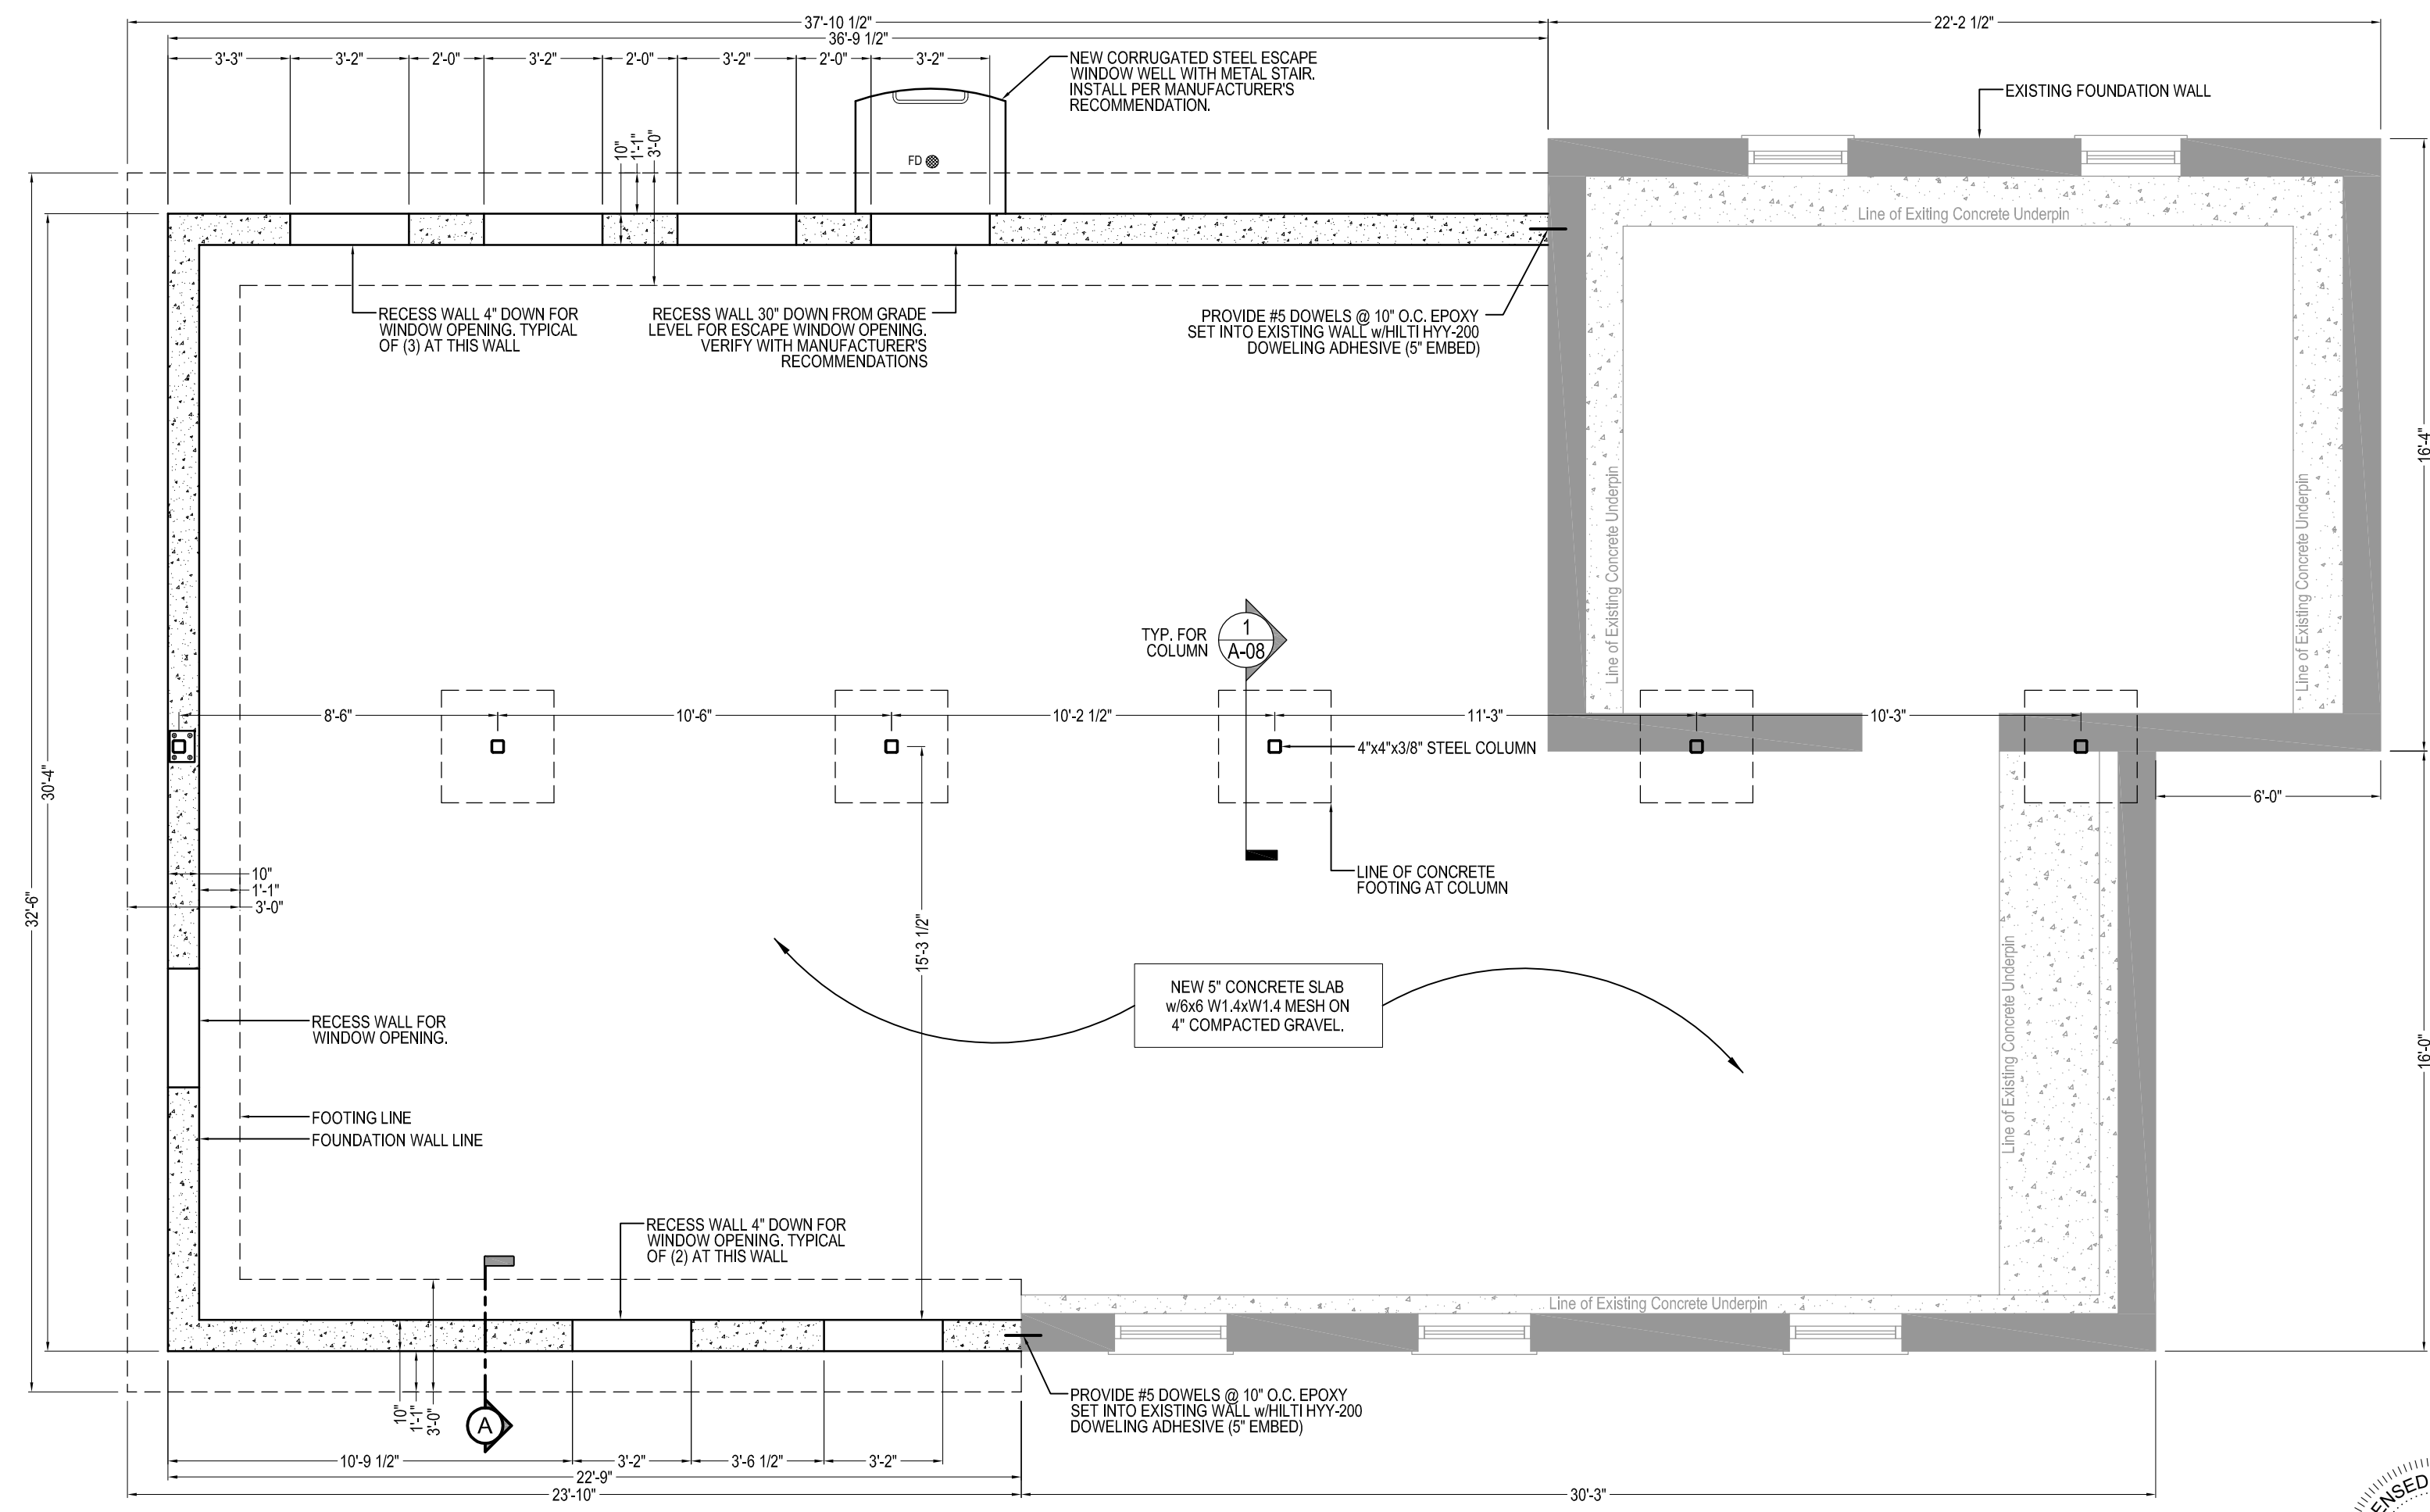 37'-10 1/2"
22'-2 1/2"
36'-9 1/2"
3'-3"
3'-2"
2'-0"
3'-2"
2'-0"
3'-2"
2'-0"
3'-2"
NEW CORRUGATED STEEL ESCAPE
WINDOW WELL WITH METAL STAIR.
INSTALL PER MANUFACTURER'S
RECOMMENDATION.
EXISTING FOUNDATION WALL
10"
1'-1"
3'-0"
FD
Line of Exiting Concrete Underpin
RECESS WALL 4" DOWN FOR
WINDOW OPENING. TYPICAL
OF (3) AT THIS WALL
RECESS WALL 30" DOWN FROM GRADE
LEVEL FOR ESCAPE WINDOW OPENING.
VERIFY WITH MANUFACTURER'S
RECOMMENDATIONS
PROVIDE #5 DOWELS @ 10" O.C. EPOXY
SET INTO EXISTING WALL w/HILTI HYY-200
DOWELING ADHESIVE (5" EMBED)
16'-4"
Line of Existing Concrete Underpin
Line of Existing Concrete Underpin
TYP. FOR
COLUMN
1
A-08
8'-6"
10'-6"
10'-2 1/2"
11'-3"
10'-3"
4"x4"x3/8" STEEL COLUMN
30'-4"
32'-6"
6'-0"
10"
1'-1"
3'-0"
LINE OF CONCRETE
FOOTING AT COLUMN
15'-3 1/2"
NEW 5" CONCRETE SLAB
w/6x6 W1.4xW1.4 MESH ON
4" COMPACTED GRAVEL.
RECESS WALL FOR
WINDOW OPENING.
Line of Existing Concrete Underpin
16'-0"
FOOTING LINE
FOUNDATION WALL LINE
RECESS WALL 4" DOWN FOR
WINDOW OPENING. TYPICAL
OF (2) AT THIS WALL
Line of Existing Concrete Underpin
10"
1'-1"
3'-0"
A
PROVIDE #5 DOWELS @ 10" O.C. EPOXY
SET INTO EXISTING WALL w/HILTI HYY-200
DOWELING ADHESIVE (5" EMBED)
10'-9 1/2"
3'-2"
3'-6 1/2"
3'-2"
22'-9"
23'-10"
30'-3"
ENSED